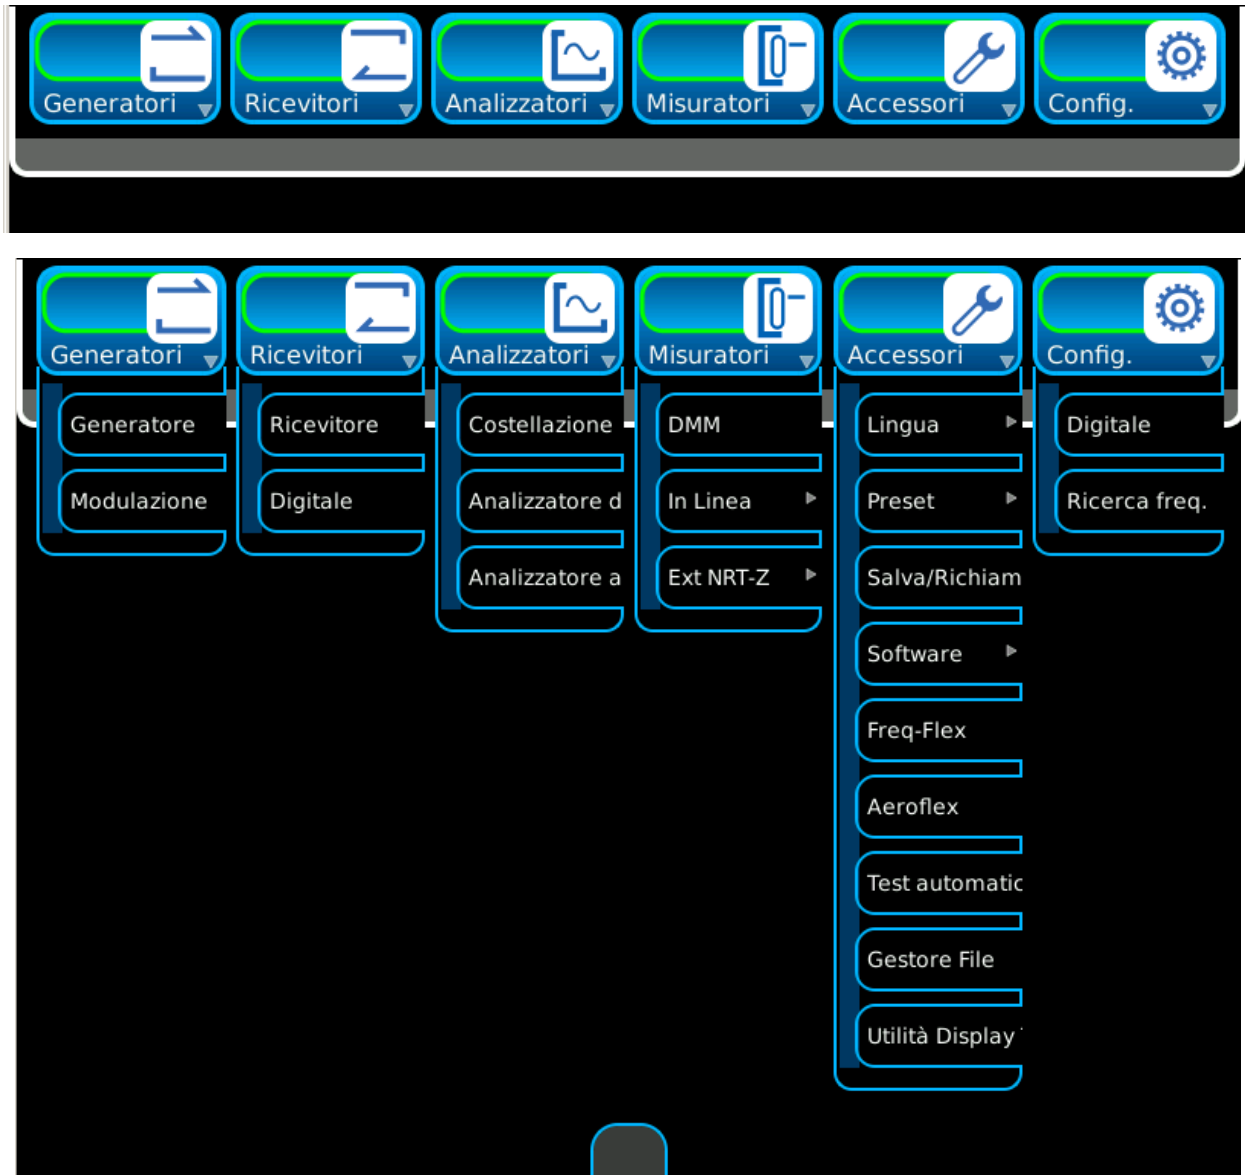 Generatori
Ricevitori
Analizzatori
Misuratori
Accessori
Config.
Generatori
Ricevitori
Analizzatori
Misuratori
Accessori
Config.
Generatore
Modulazione
Ricevitore
Digitale
Costellazione
Analizzatore d
Analizzatore a
DMM
In Linea
Ext NRT-Z
Lingua
Preset
Salva/Richiam
Software
Freq-Flex
Aeroflex
Test automatic
Gestore File
Utilità Display
Digitale
Ricerca freq.